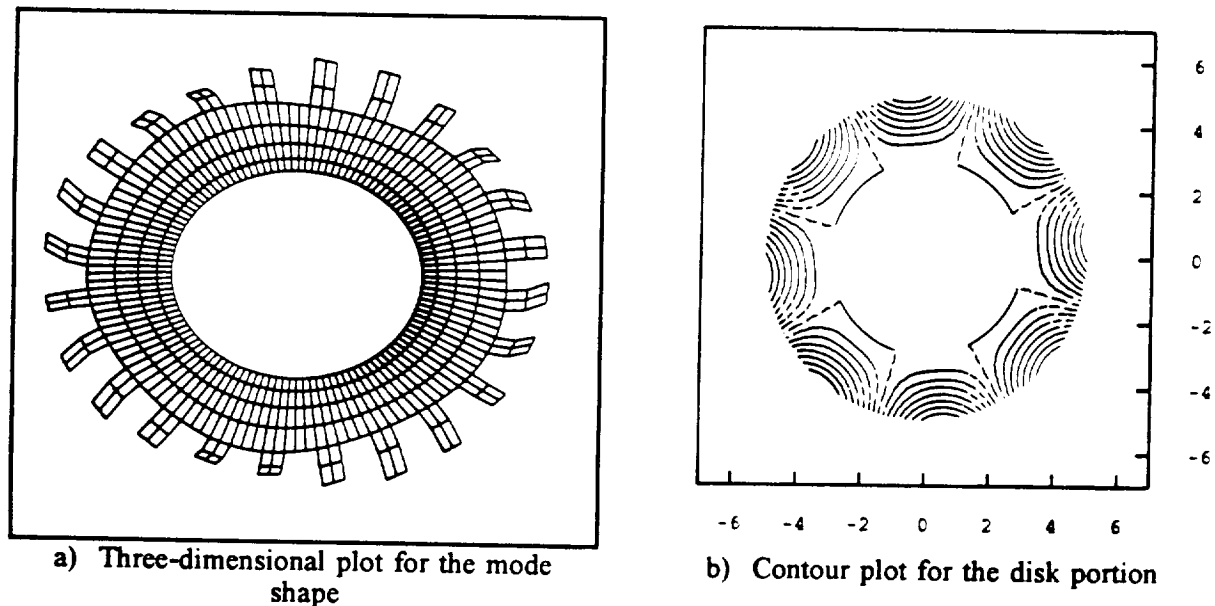 6
4
2
0
-2
-4
-6
-6 -4 -2 0 2 4 6
a) Three-dimensional plot for the mode
shape
b) Contour plot for the disk portion